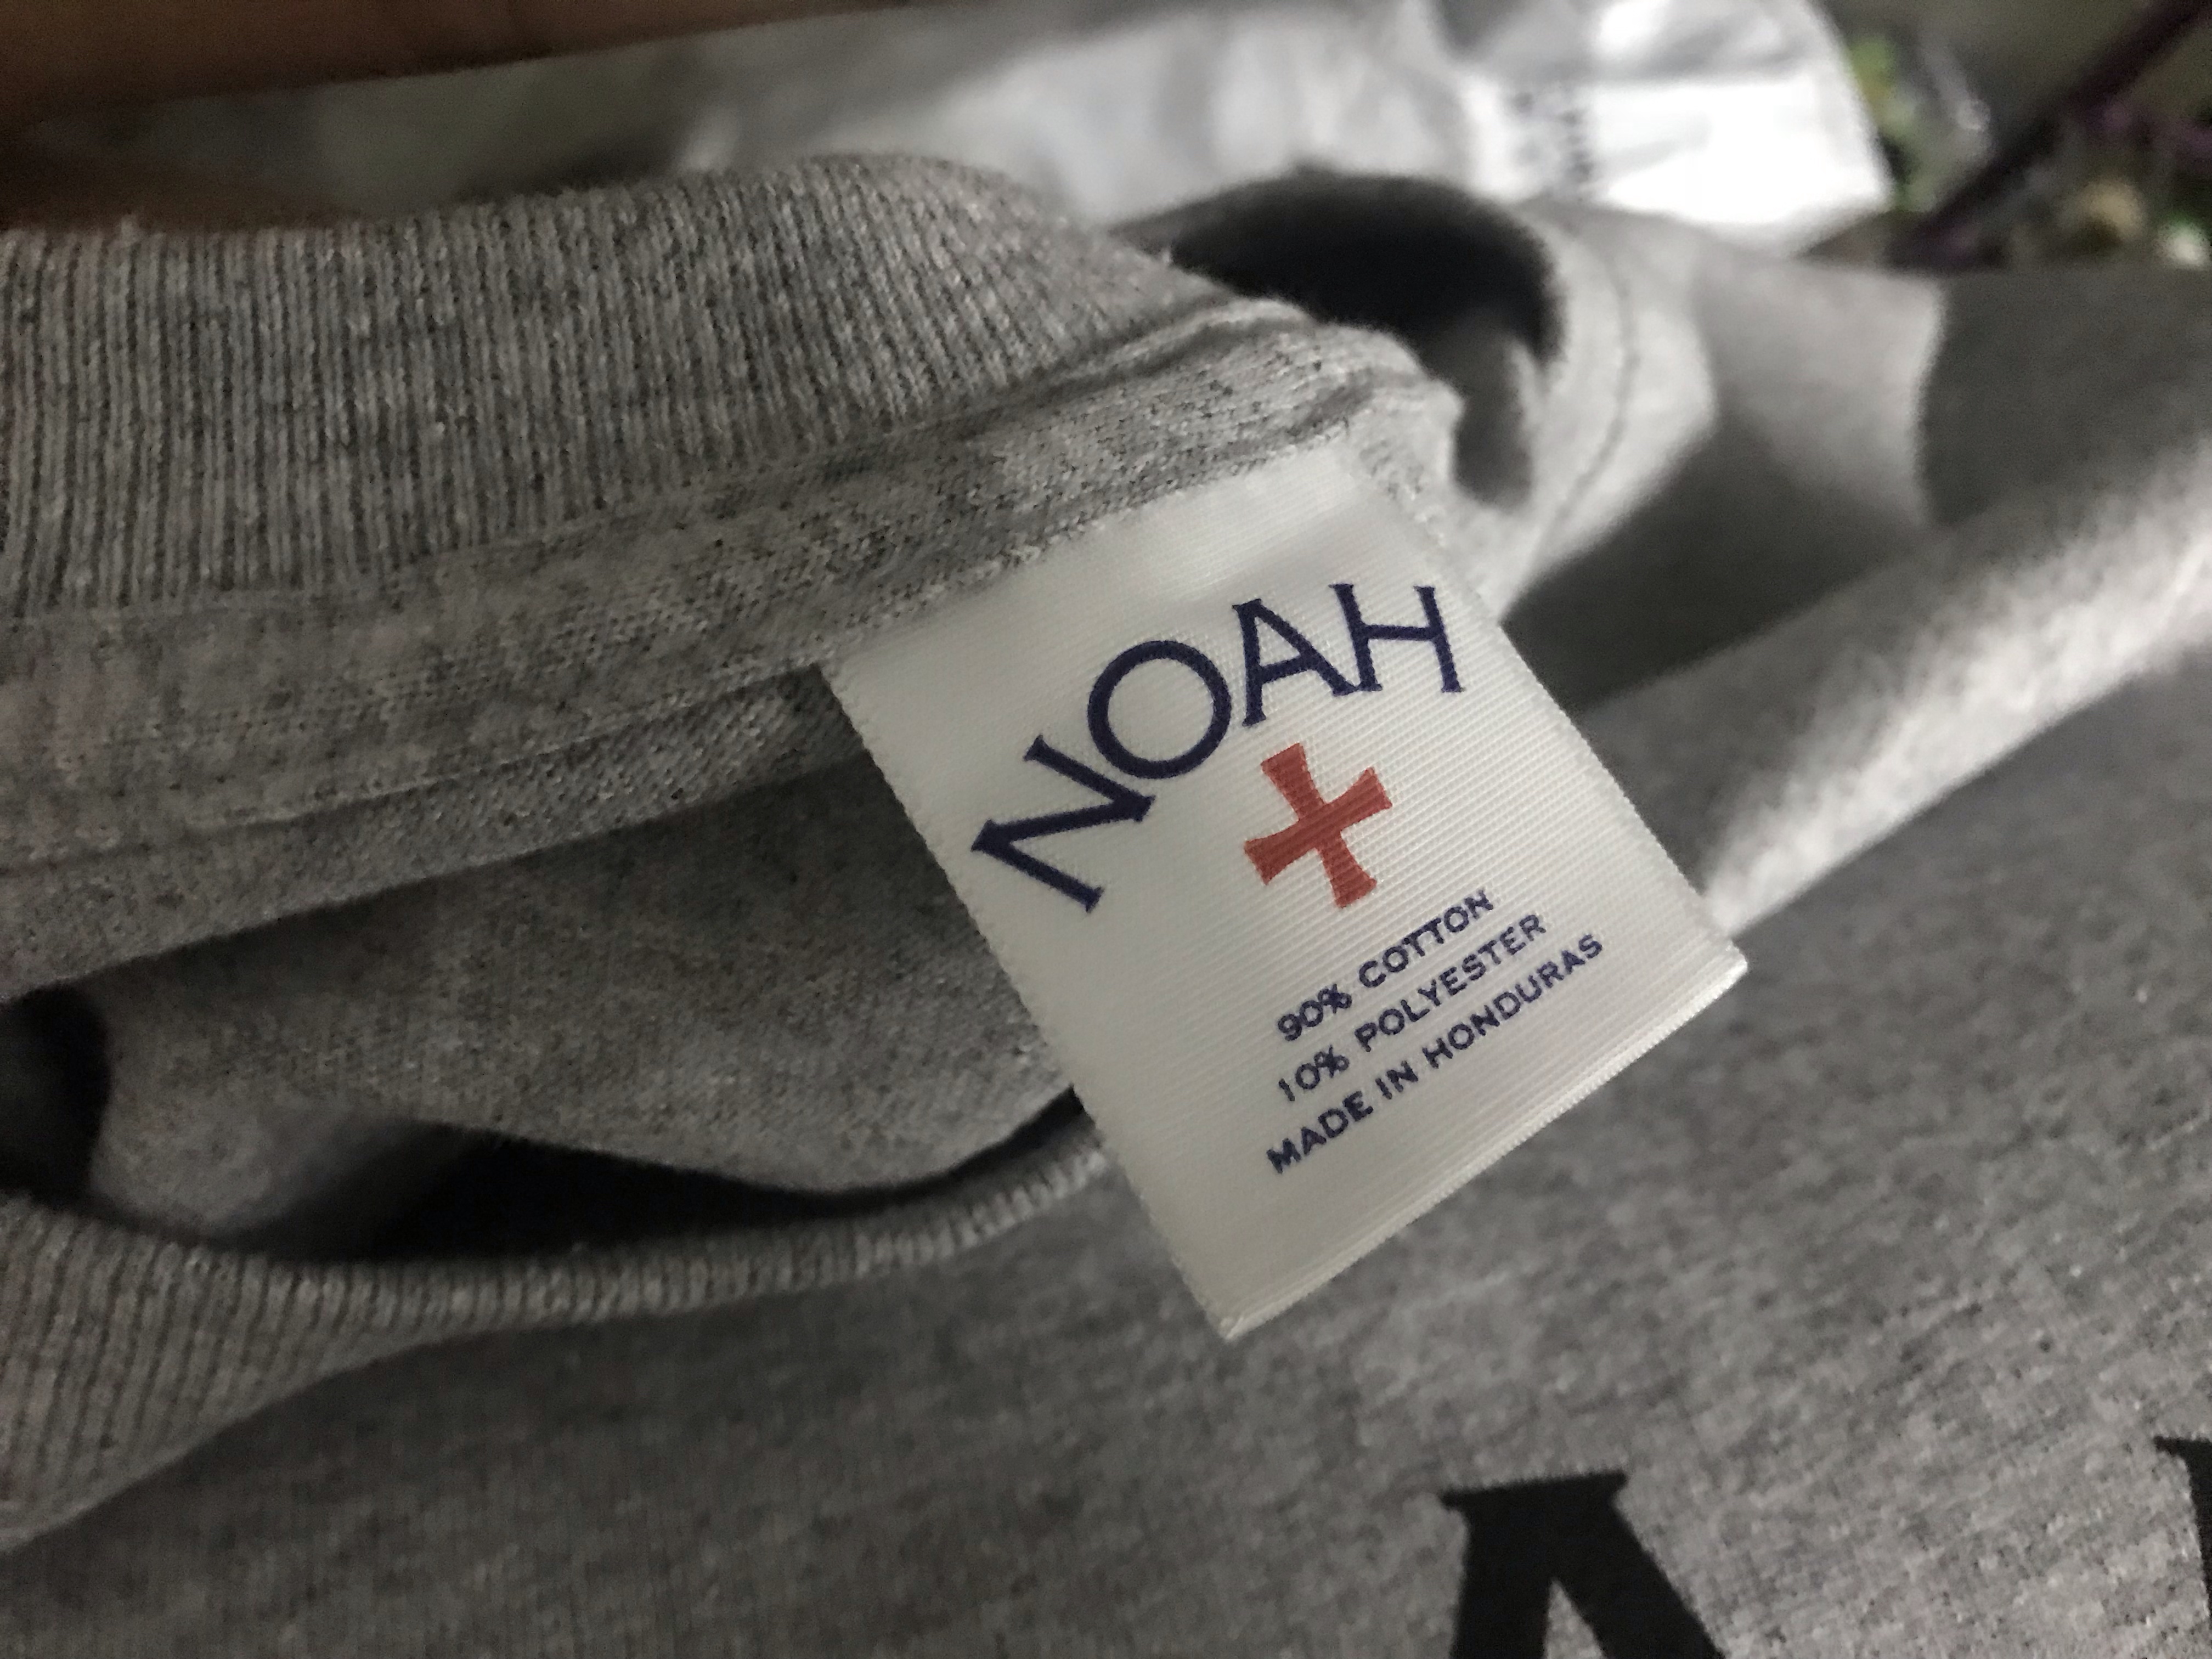 NOAH
90% COTTON
10% POLYESTER
MADE IN HONDURAS
A